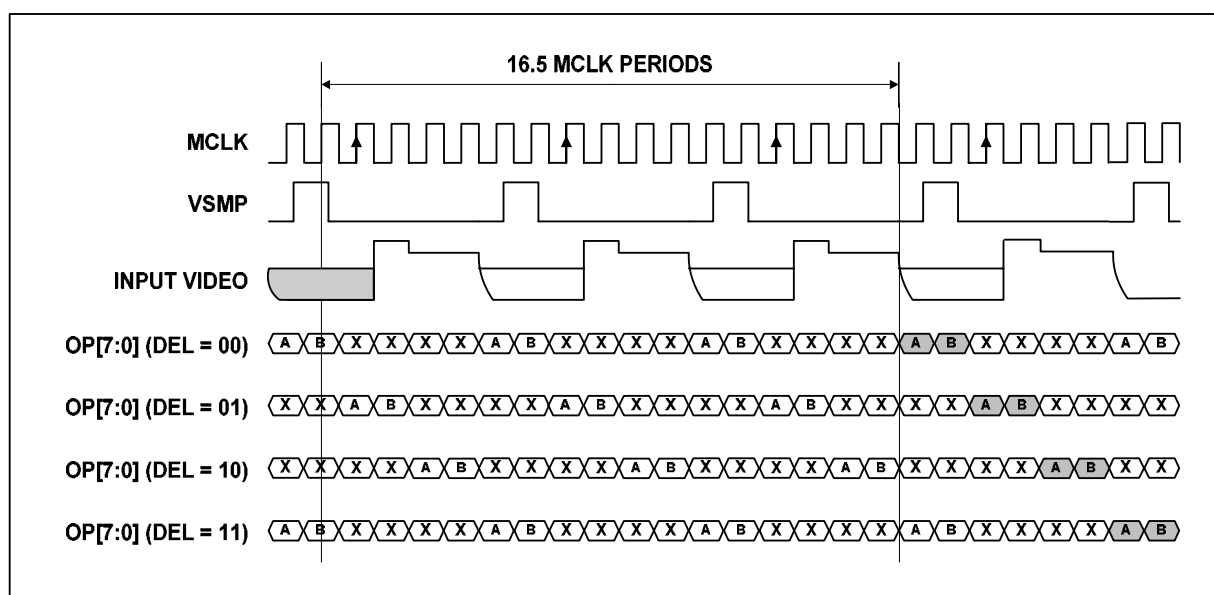 16.5 MCLK PERIODS
MCLK
VSMP
INPUT VIDEO
OP[7:0] (DEL = 00) A B X X X X A B X X X X A B X X X X A B X X X X A B
OP[7:0] (DEL = 01) X X A B X X X X A B X X X X A B X X X X A B X X X X
OP[7:0] (DEL = 10) X X X X A B X X X X A B X X X X A B X X X X A B X X
OP[7:0] (DEL = 11) A B X X X X A B X X X X A B X X X X A B X X X X A B